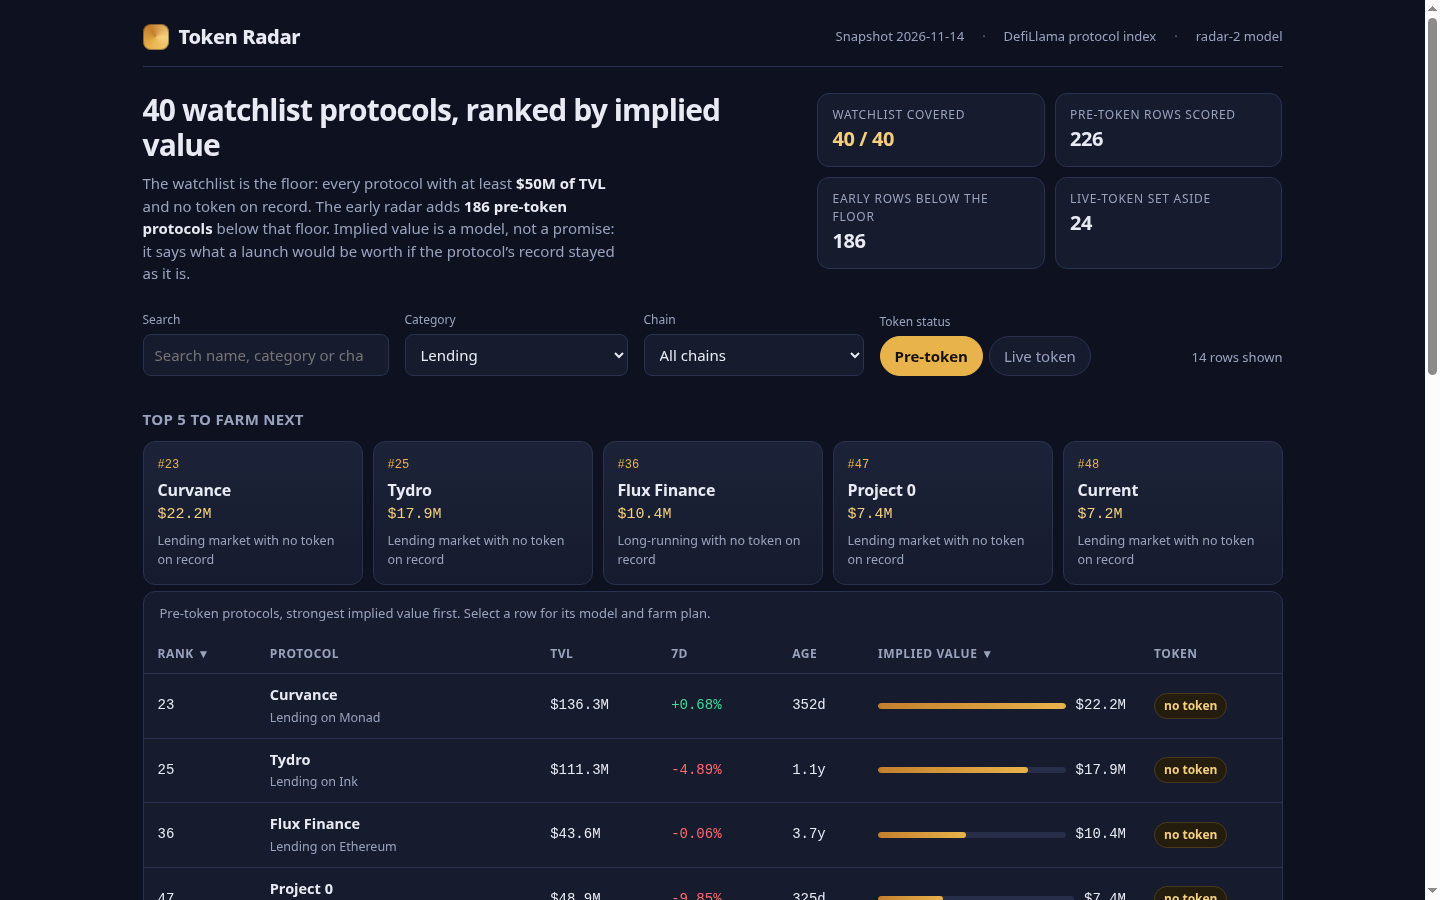 Token Radar
Snapshot 2026-11-14 · DefiLlama protocol index · radar-2 model
40 watchlist protocols, ranked by implied
value
The watchlist is the floor: every protocol with at least $50M of TVL
and no token on record. The early radar adds 186 pre-token
protocols below that floor. Implied value is a model, not a promise:
it says what a launch would be worth if the protocol’s record stayed
as it is.
WATCHLIST COVERED
40 / 40
PRE-TOKEN ROWS SCORED
226
EARLY ROWS BELOW THE
FLOOR
186
LIVE-TOKEN SET ASIDE
24
Search
Search name, category or cha
Category
Lending
Chain
All chains
Token status
Pre-token
Live token
14 rows shown
TOP 5 TO FARM NEXT
#23
Curvance
$22.2M
Lending market with no token
on record
#25
Tydro
$17.9M
Lending market with no token
on record
#36
Flux Finance
$10.4M
Long-running with no token on
record
#47
Project 0
$7.4M
Lending market with no token
on record
#48
Current
$7.2M
Lending market with no token
on record
Pre-token protocols, strongest implied value first. Select a row for its model and farm plan.
RANK ▼ PROTOCOL TVL 7D AGE IMPLIED VALUE ▼ TOKEN
23 Curvance $136.3M +0.68% 352d $22.2M no token
Lending on Monad
25 Tydro $111.3M -4.89% 1.1y $17.9M no token
Lending on Ink
36 Flux Finance $43.6M -0.06% 3.7y $10.4M no token
Lending on Ethereum
47 Project 0 $48.9M -9.85% 325d $7.4M no token